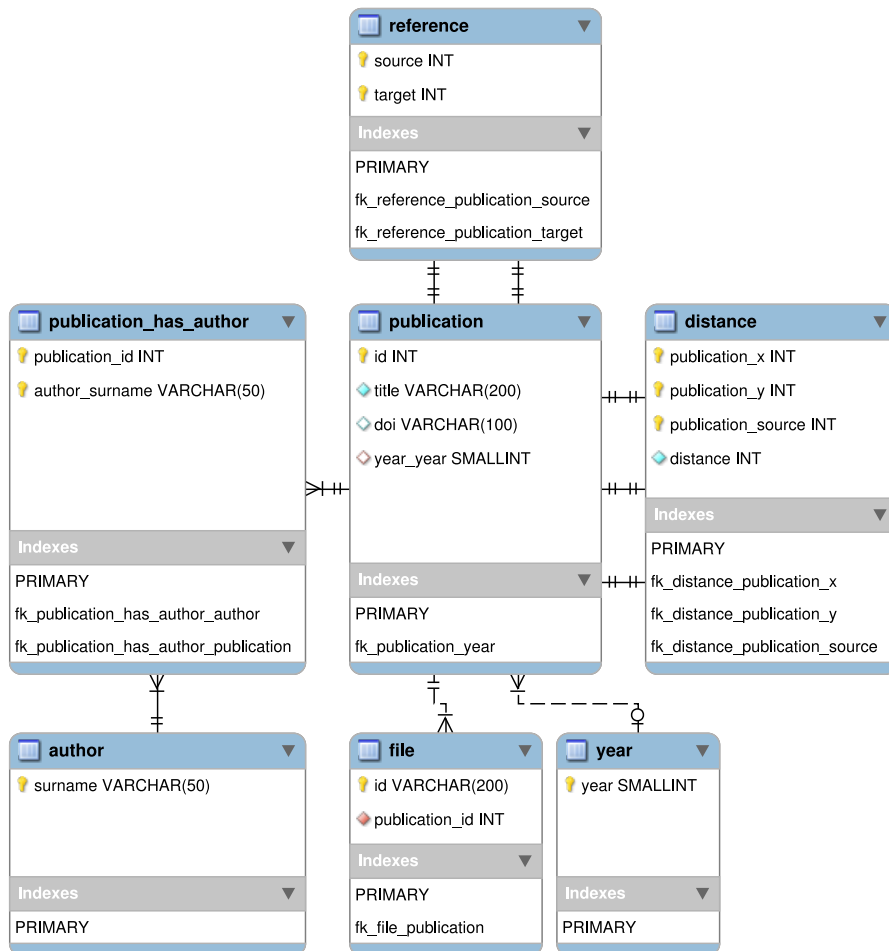 reference
source INT
target INT
Indexes
PRIMARY
fk_reference_publication_source
fk_reference_publication_target
publication_has_author
publication_id INT
author_surname VARCHAR(50)
Indexes
PRIMARY
fk_publication_has_author_author
fk_publication_has_author_publication
publication
id INT
title VARCHAR(200)
doi VARCHAR(100)
year_year SMALLINT
Indexes
PRIMARY
fk_publication_year
distance
publication_x INT
publication_y INT
publication_source INT
distance INT
Indexes
PRIMARY
fk_distance_publication_x
fk_distance_publication_y
fk_distance_publication_source
author
surname VARCHAR(50)
Indexes
PRIMARY
file
id VARCHAR(200)
publication_id INT
Indexes
PRIMARY
fk_file_publication
year
year SMALLINT
Indexes
PRIMARY